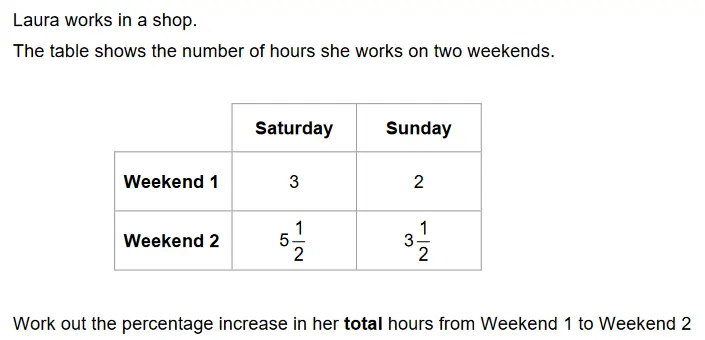 Laura works in a shop.
The table shows the number of hours she works on two weekends.
Saturday Sunday
Weekend 1 3 2
Weekend 2 5 1/2 3 1/2
Work out the percentage increase in her total hours from Weekend 1 to Weekend 2